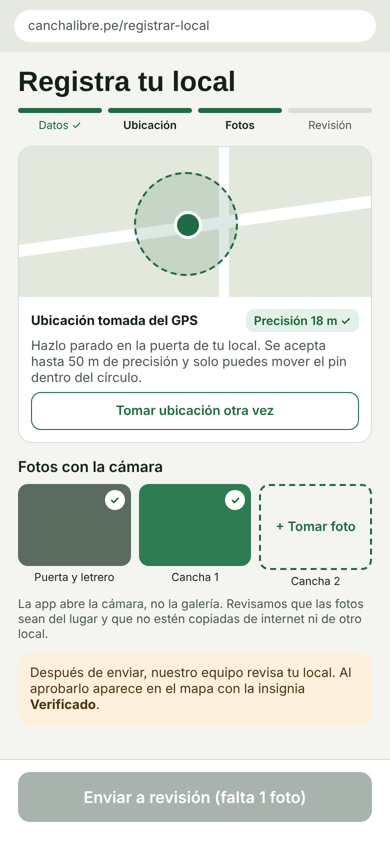 canchalibre.pe/registrar-local
Registra tu local
Datos ✓
Ubicación
Fotos
Revisión
Ubicación tomada del GPS
Precisión 18 m ✓
Hazlo parado en la puerta de tu local. Se acepta
hasta 50 m de precisión y solo puedes mover el pin
dentro del círculo.
Tomar ubicación otra vez
Fotos con la cámara
+ Tomar foto
Puerta y letrero
Cancha 1
Cancha 2
La app abre la cámara, no la galería. Revisamos que las fotos
sean del lugar y que no estén copiadas de internet ni de otro
local.
Después de enviar, nuestro equipo revisa tu local. Al
aprobarlo aparece en el mapa con la insignia
Verificado.
Enviar a revisión (falta 1 foto)